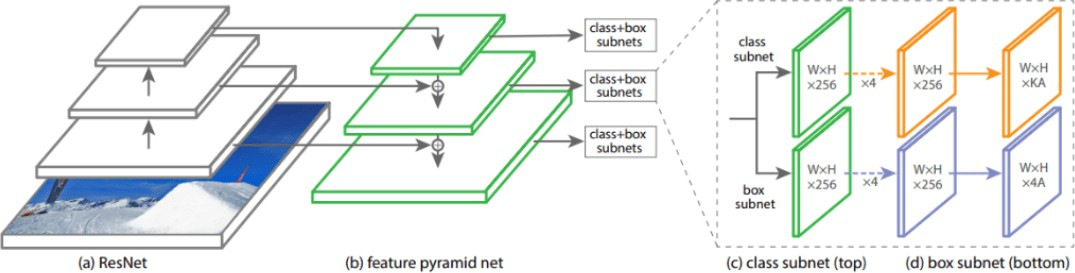 class+box
subnets
class+box
subnets
class+box
subnets
class
subnet
W×H
×256
×4
W×H
×256
W×H
×KA
box
subnet
W×H
×256
×4
W×H
×256
W×H
×4A
(a) ResNet
(b) feature pyramid net
(c) class subnet (top)
(d) box subnet (bottom)